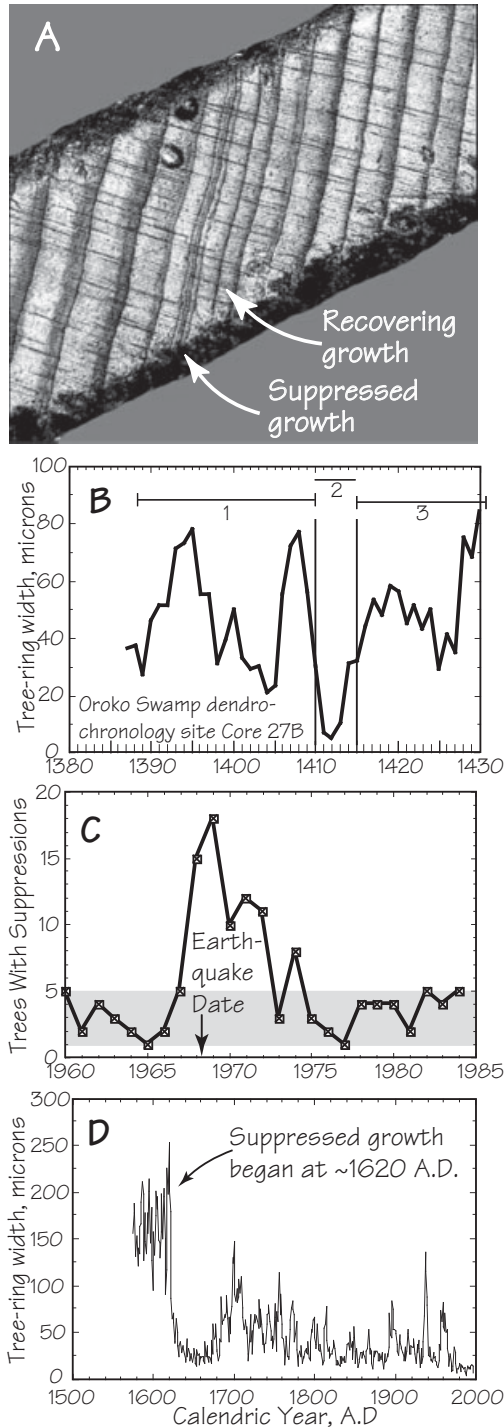 A
Recovering
growth
Suppressed
growth
B
Tree-ring width, microns
100
80
60
40
20
0
1
2
3
Oroko Swamp dendro-
chronology site Core 27B
1380 1390 1400 1410 1420 1430
C
Trees With Suppressions
20
15
10
5
0
Earth-
quake
Date
1960 1965 1970 1975 1980 1985
D
Tree-ring width, microns
300
250
200
150
100
50
0
Suppressed growth
began at ~1620 A.D.
1500 1600 1700 1800 1900 2000
Calendric Year, A.D